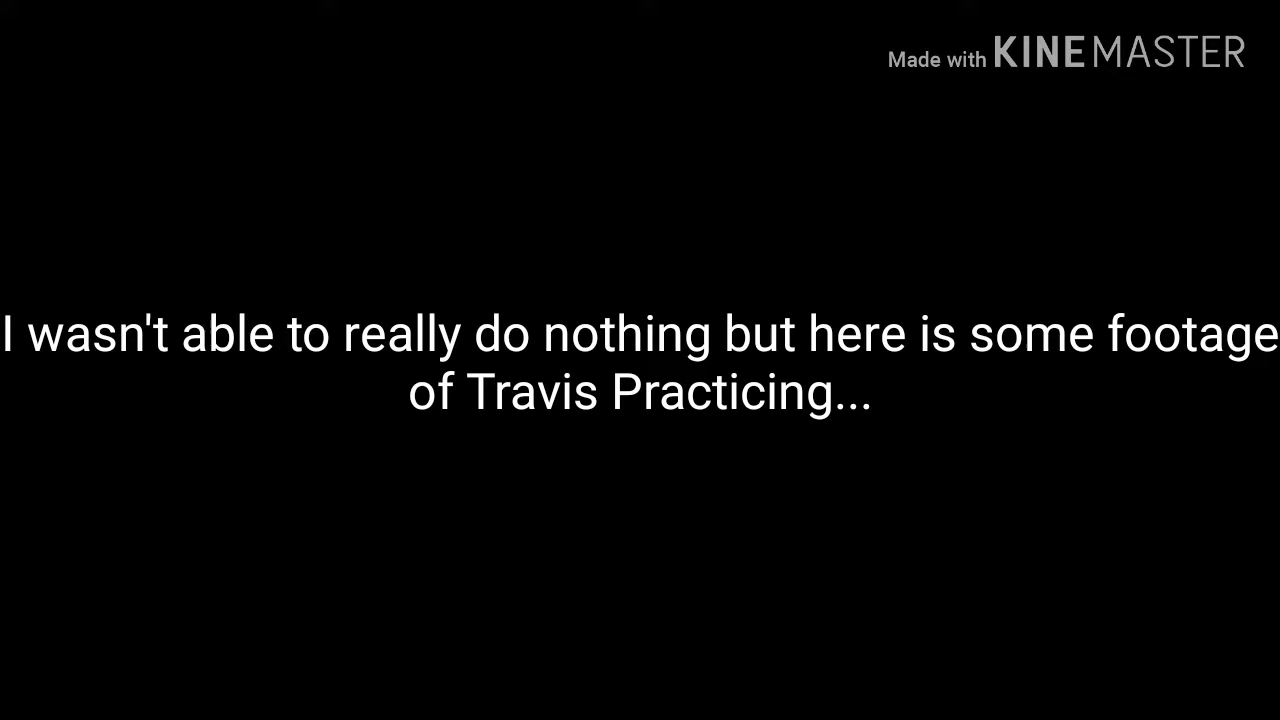 Made with KINEMASTER
I wasn't able to really do nothing but here is some footage
of Travis Practicing...